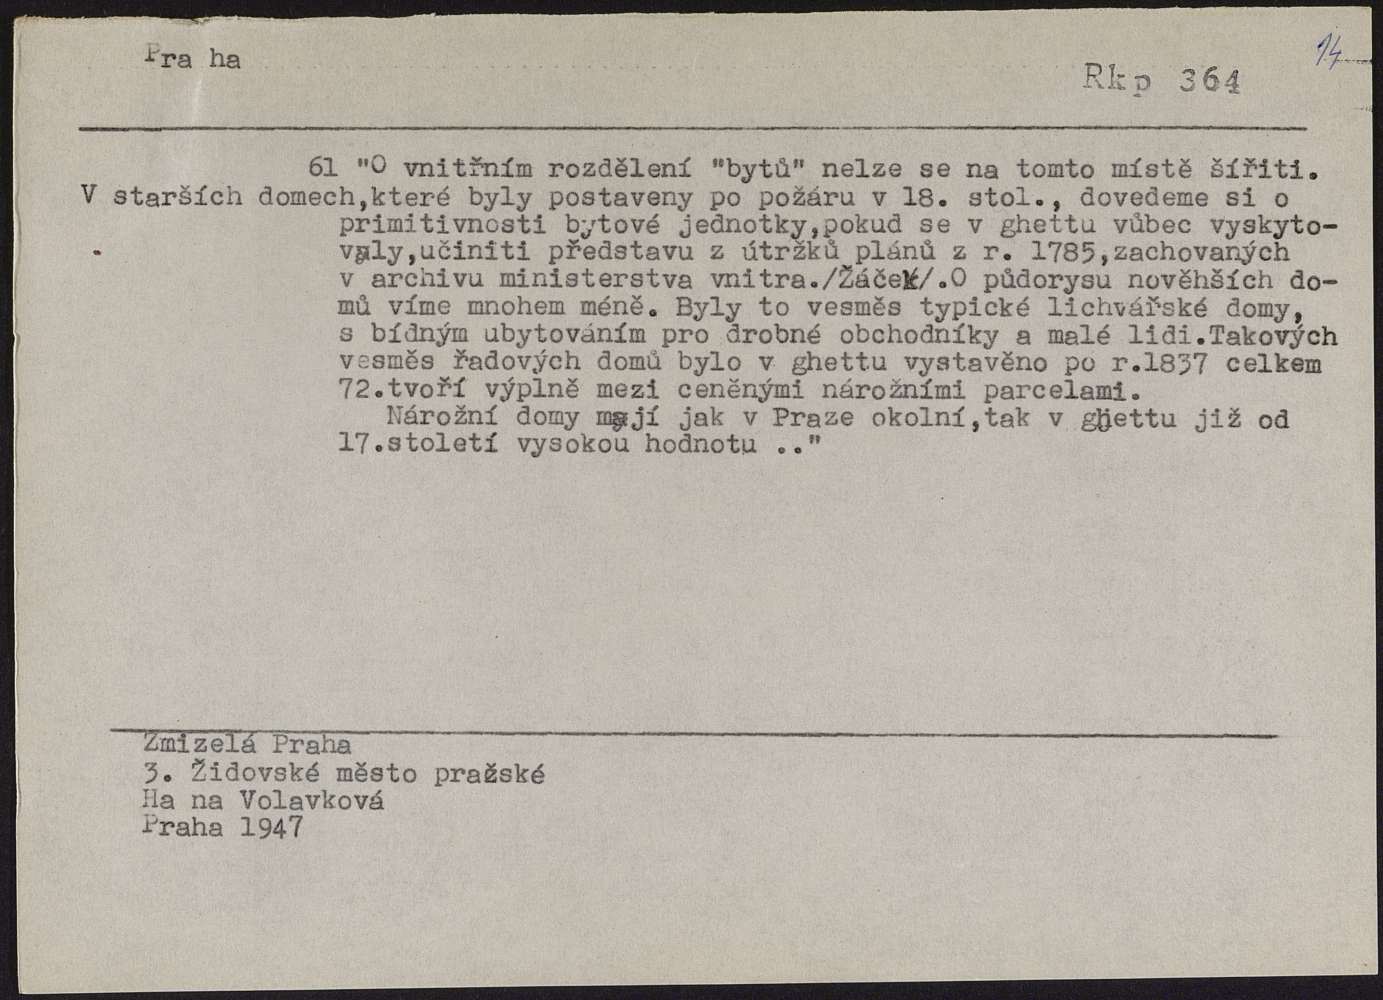 Pra ha
14
Rkp 364
61 "O vnitřním rozdělení "bytů" nelze se na tomto místě šířiti.
V starších domech,které byly postaveny po požáru v 18. stol., dovedeme si o
primitivnosti bytové jednotky,pokud se v ghettu vůbec vyskyto-
valy,učiniti představu z útržků plánů z r. 1785,zachovaných
v archivu ministerstva vnitra./Žáček/.O půdorysu nověhších do-
mů víme mnohem méně. Byly to vesměs typické lichvářské domy,
s bídným ubytováním pro drobné obchodníky a malé lidi.Takových
vesměs řadových domů bylo v ghettu vystavěno po r.1837 celkem
72.tvoří výplně mezi ceněnými nárožními parcelami.
Nárožní domy mají jak v Praze okolní,tak v ghettu již od
17.století vysokou hodnotu .."
Zmizelá Praha
3. Židovské město pražské
Ha na Volavková
Praha 1947